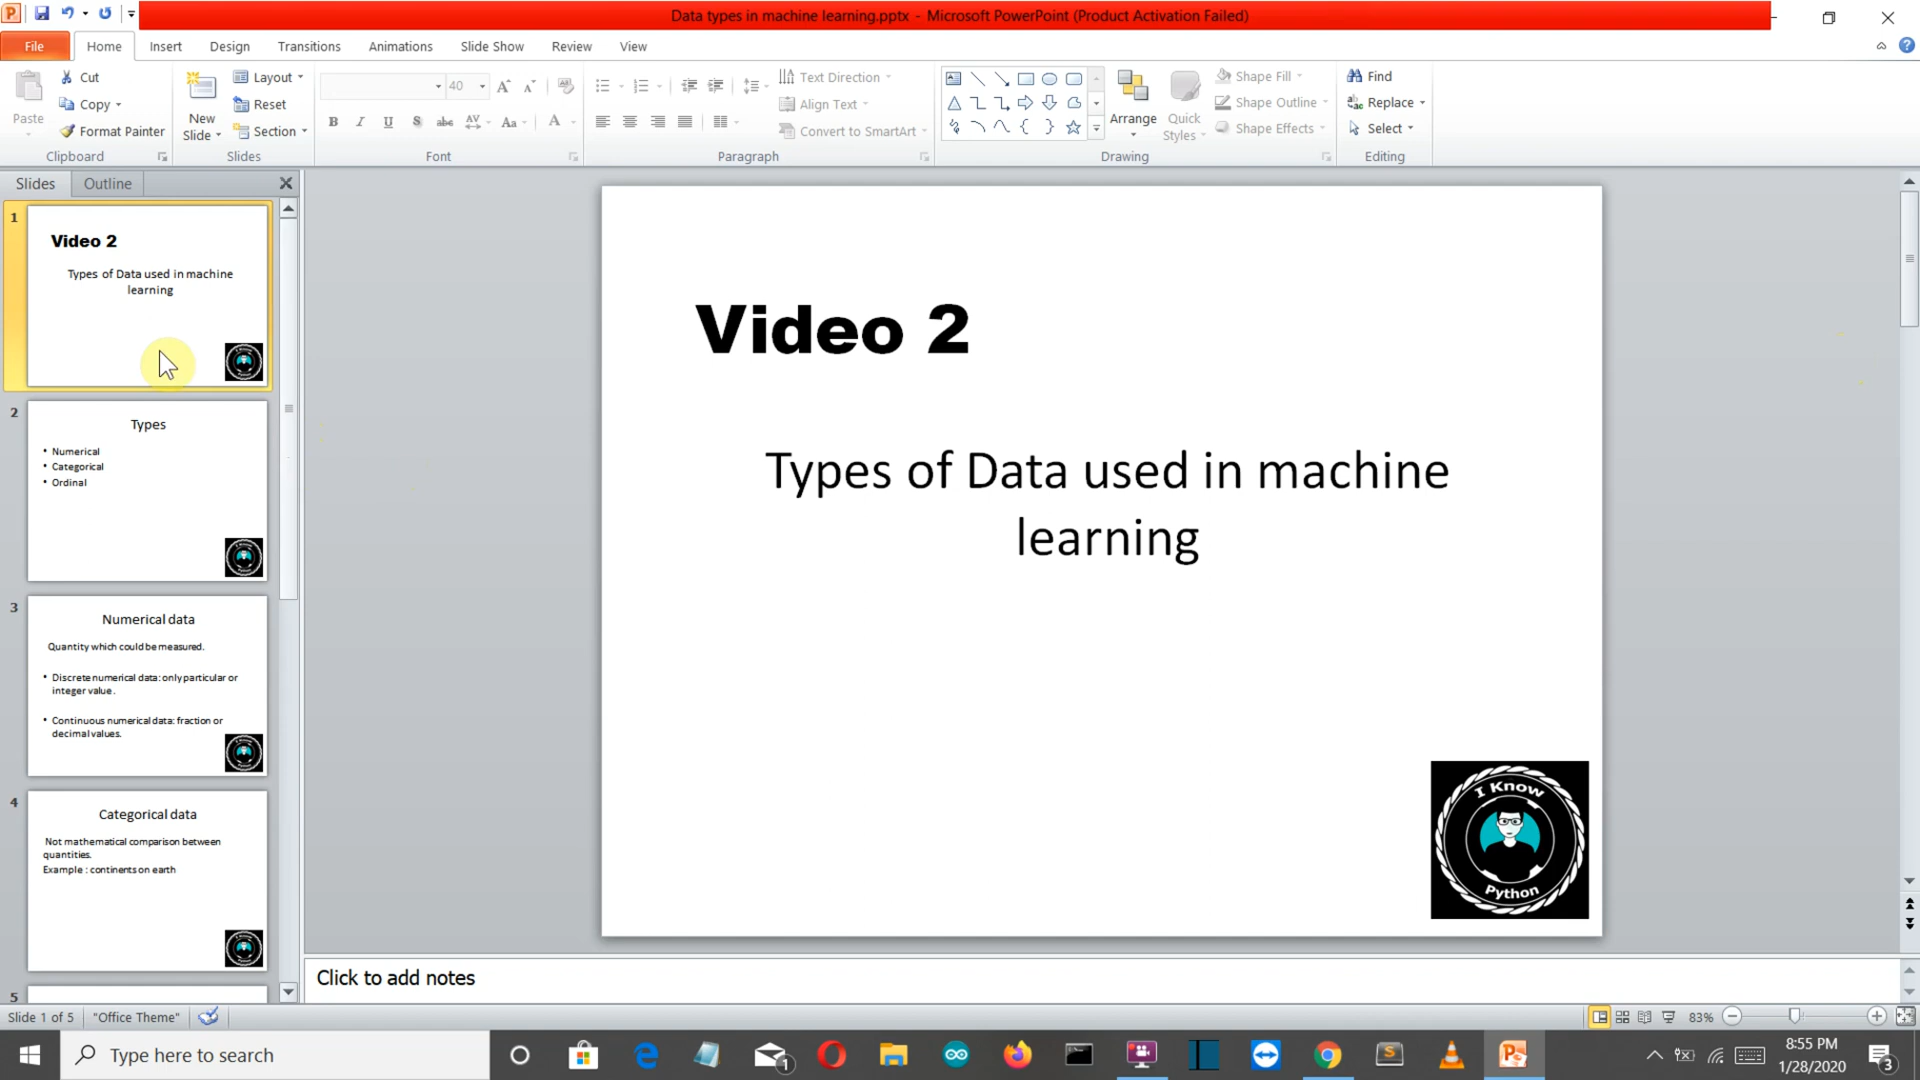 Data types in machine learning.pptx - Microsoft PowerPoint (Product Activation Failed)
File Home Insert Design Transitions Animations Slide Show Review View
Paste
Cut
Copy
Format Painter
Clipboard
New Slide
Layout
Reset
Section
Slides
40
B I U S abc AV Aa A
Font
Text Direction
Align Text
Convert to SmartArt
Paragraph
Arrange
Quick Styles
Shape Fill
Shape Outline
Shape Effects
Drawing
Find
Replace
Select
Editing
Slides Outline
1
Video 2
Types of Data used in machine
learning
2
Types
• Numerical
• Categorical
• Ordinal
3
Numerical data
Quantity which could be measured.
• Discrete numerical data: only particular or
integer value.
• Continuous numerical data: fraction or
decimal values.
4
Categorical data
Not mathematical comparison between
quantities.
Example : continents on earth
5
Video 2
Types of Data used in machine
learning
I Know
Python
Click to add notes
Slide 1 of 5 "Office Theme" 83%
Type here to search
1
8:55 PM
1/28/2020
3